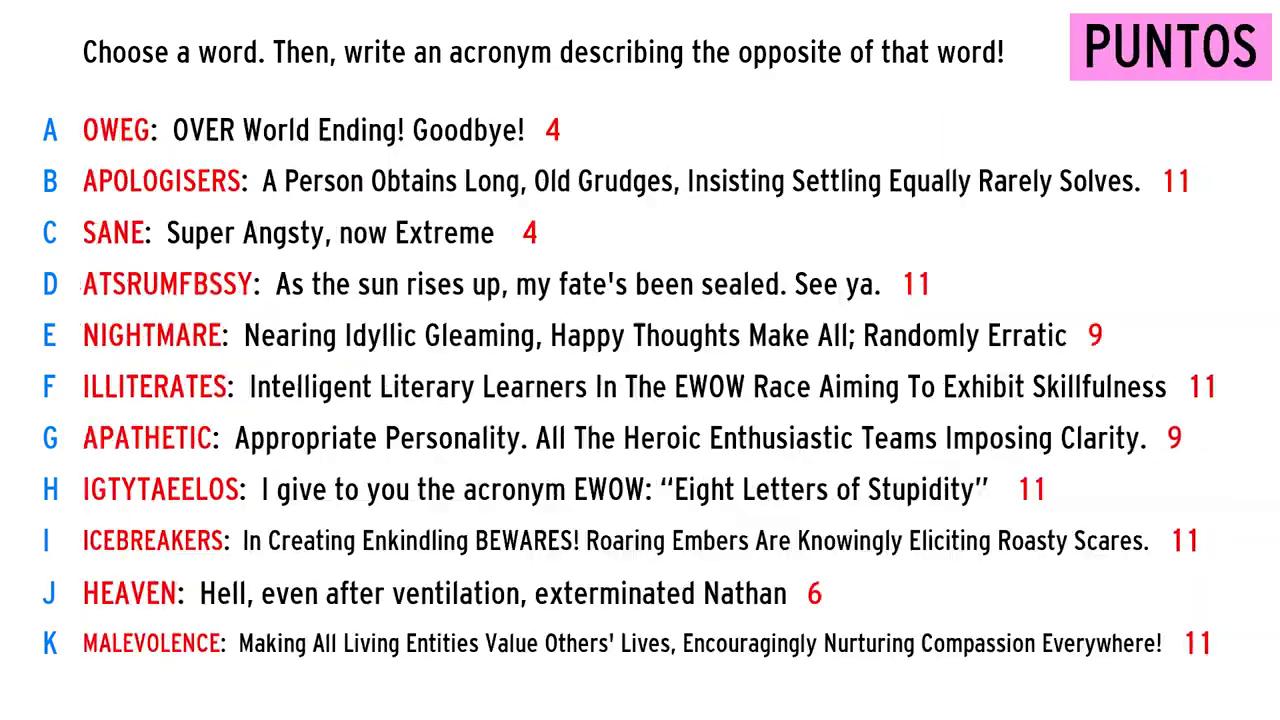 Choose a word. Then, write an acronym describing the opposite of that word!
PUNTOS
A OWEG: OVER World Ending! Goodbye! 4
B APOLOGISERS: A Person Obtains Long, Old Grudges, Insisting Settling Equally Rarely Solves. 11
C SANE: Super Angsty, now Extreme 4
D ATSRUMFBSSY: As the sun rises up, my fate's been sealed. See ya. 11
E NIGHTMARE: Nearing Idyllic Gleaming, Happy Thoughts Make All; Randomly Erratic 9
F ILLITERATES: Intelligent Literary Learners In The EWOW Race Aiming To Exhibit Skillfulness 11
G APATHETIC: Appropriate Personality. All The Heroic Enthusiastic Teams Imposing Clarity. 9
H IGTYTAEELOS: I give to you the acronym EWOW: “Eight Letters of Stupidity” 11
I ICEBREAKERS: In Creating Enkindling BEWARES! Roaring Embers Are Knowingly Eliciting Roasty Scares. 11
J HEAVEN: Hell, even after ventilation, exterminated Nathan 6
K MALEVOLENCE: Making All Living Entities Value Others' Lives, Encouragingly Nurturing Compassion Everywhere! 11